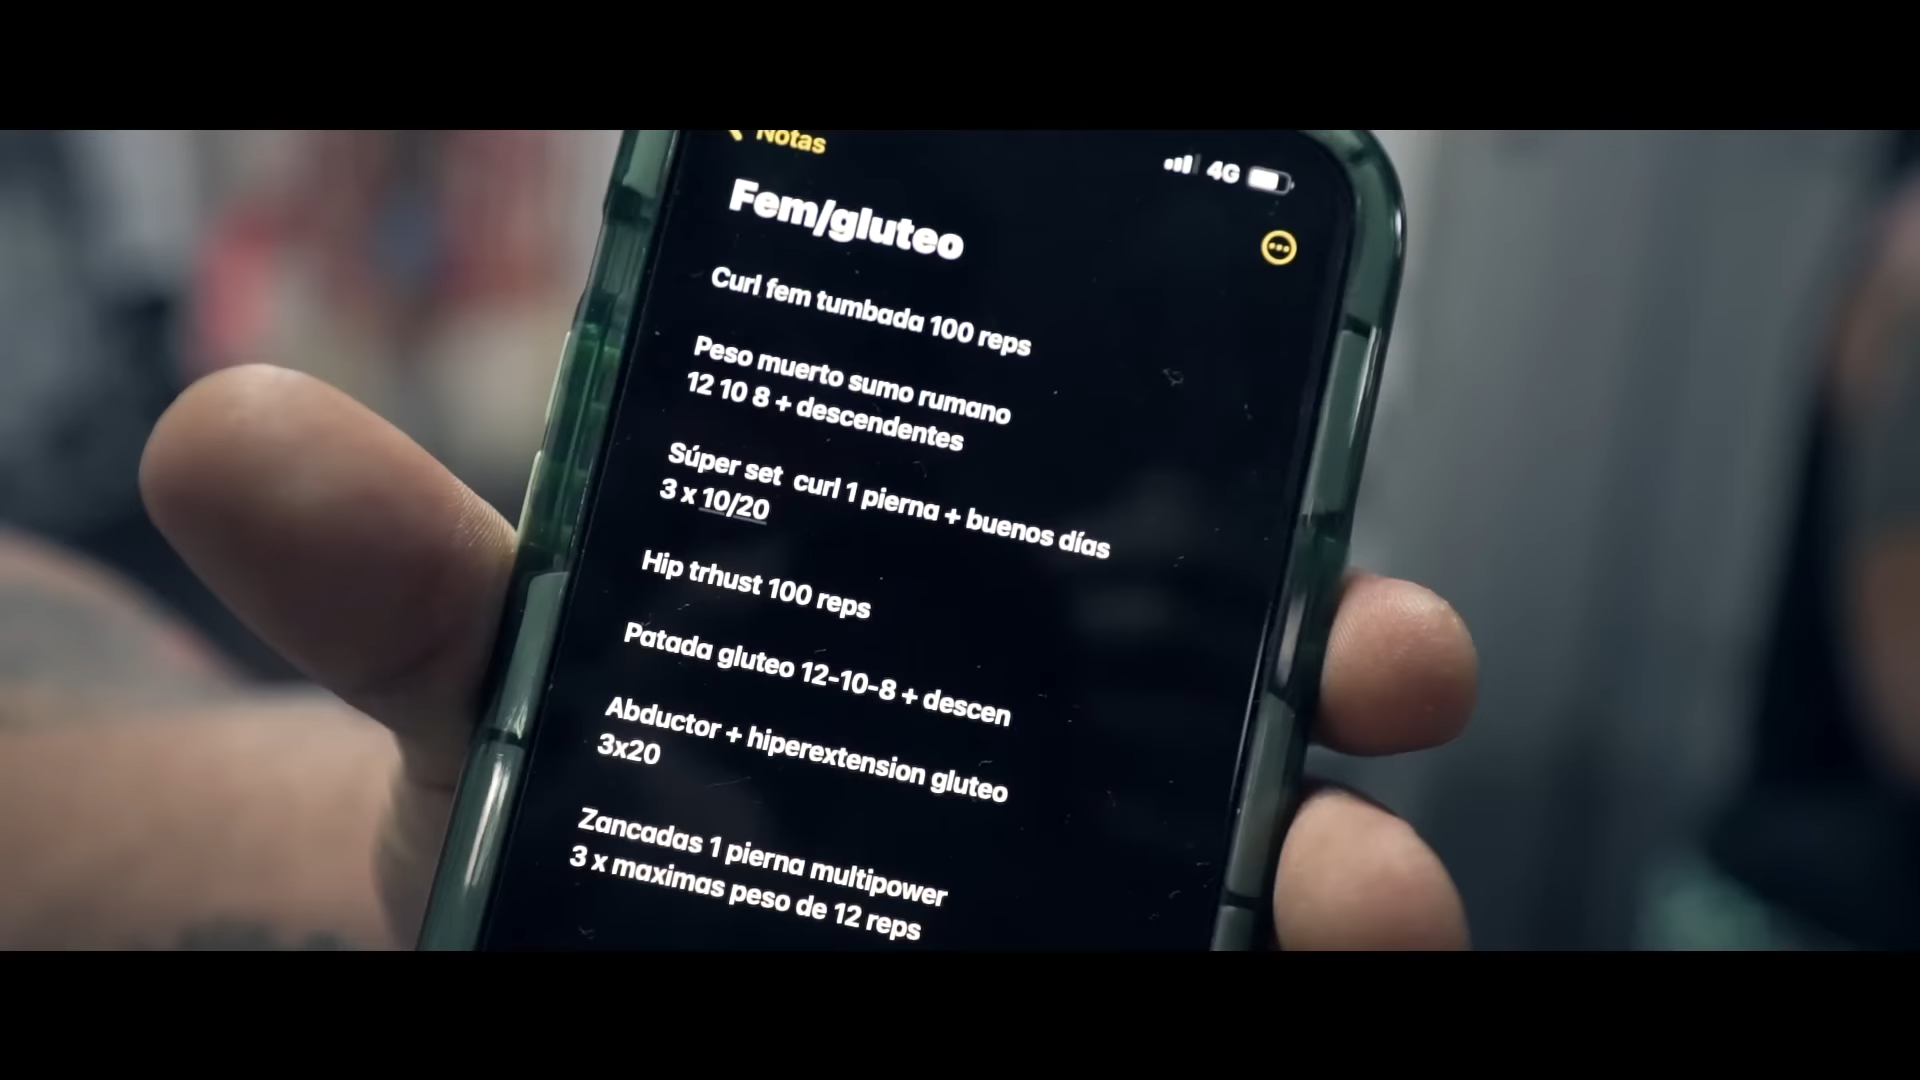 Notas
4G
Fem/gluteo
Curl fem tumbada 100 reps
Peso muerto sumo rumano
12 10 8 + descendentes
Súper set curl 1 pierna + buenos días
3 x 10/20
Hip trhust 100 reps
Patada gluteo 12-10-8 + descen
Abductor + hiperextension gluteo
3x20
Zancadas 1 pierna multipower
3 x maximas peso de 12 reps